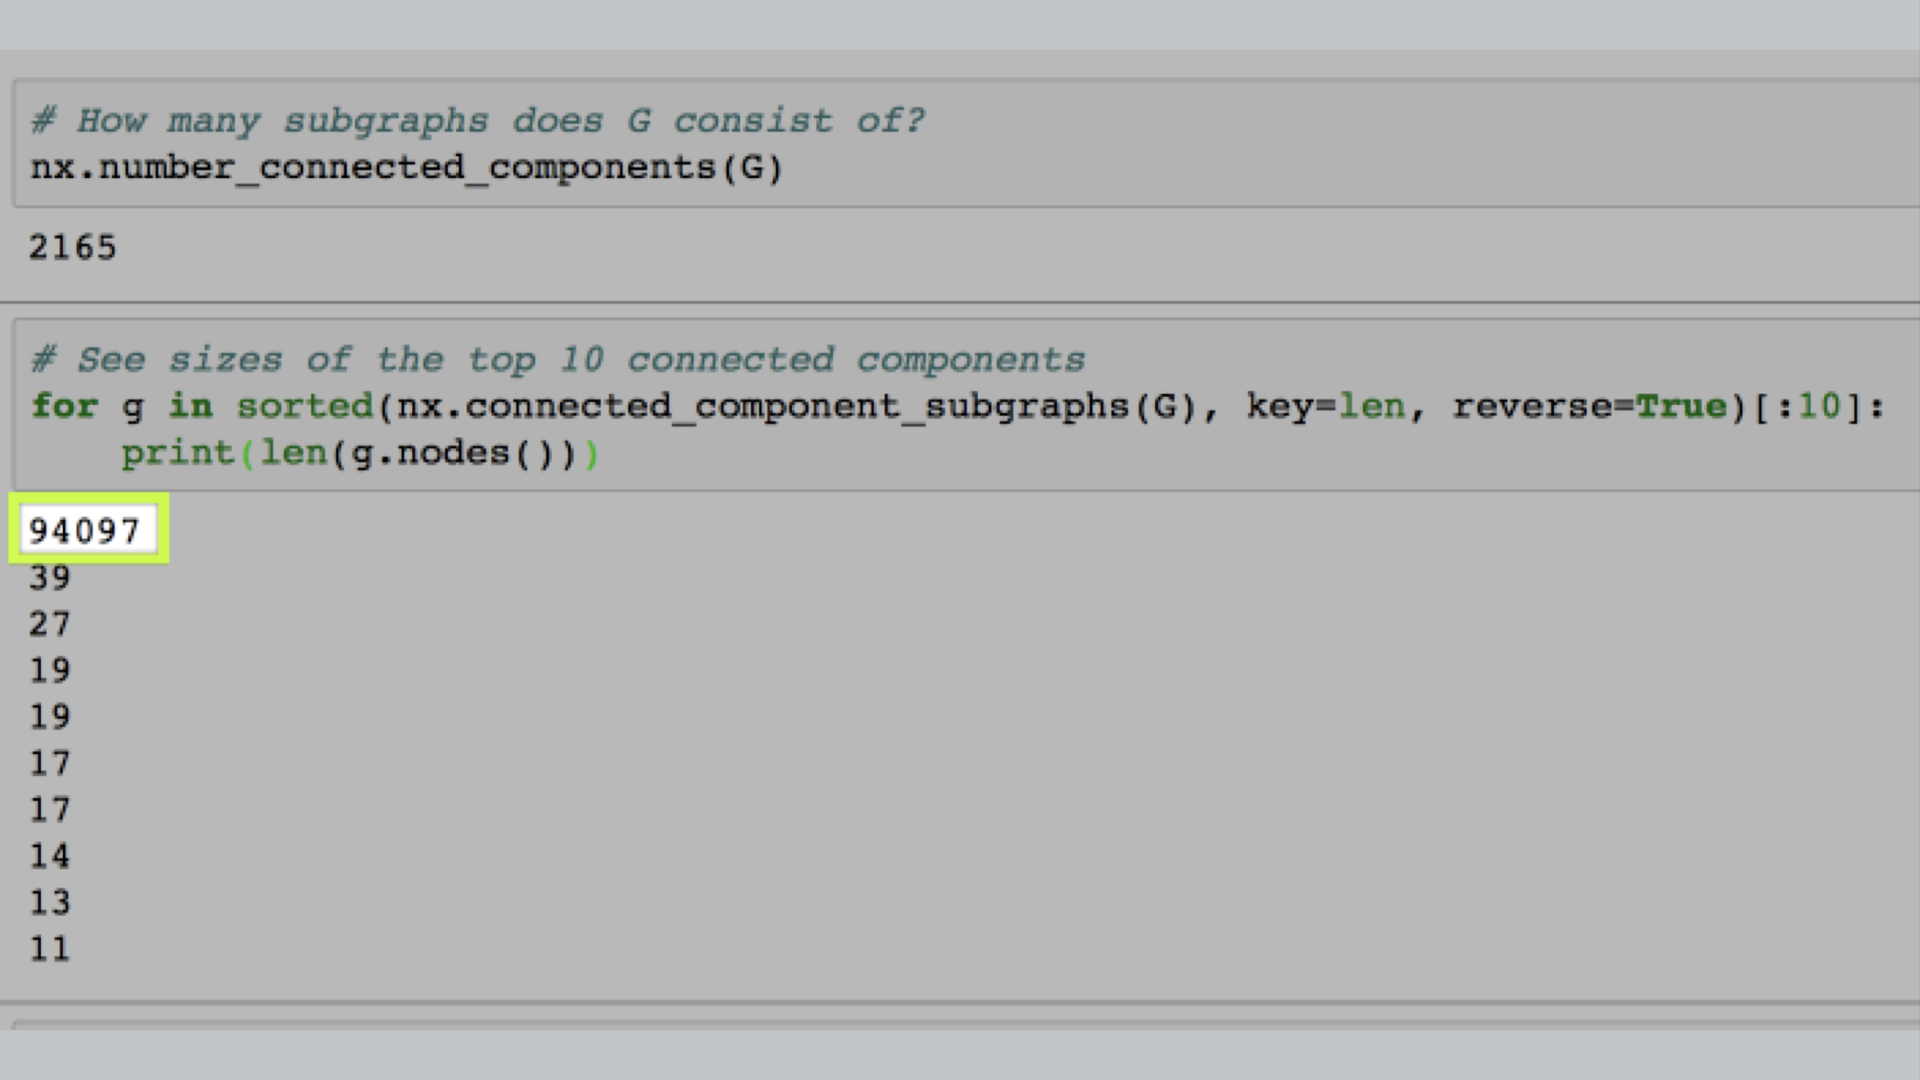 # How many subgraphs does G consist of?
nx.number_connected_components(G)
2165
# See sizes of the top 10 connected components
for g in sorted(nx.connected_component_subgraphs(G), key=len, reverse=True)[:10]:
    print(len(g.nodes()))
94097
39
27
19
19
17
17
14
13
11